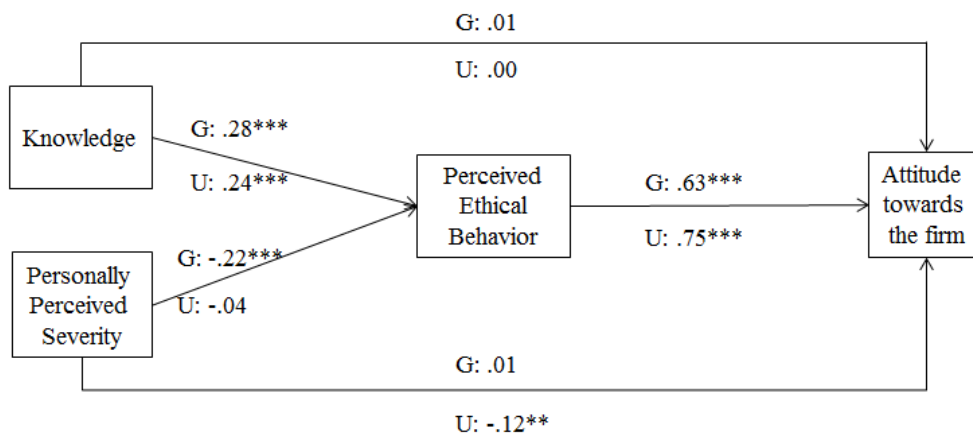 G: .01
U: .00
Knowledge
G: .28***
U: .24***
Perceived
Ethical
Behavior
G: .63***
U: .75***
Attitude
towards
the firm
Personally
Perceived
Severity
G: -.22***
U: -.04
G: .01
U: -.12**